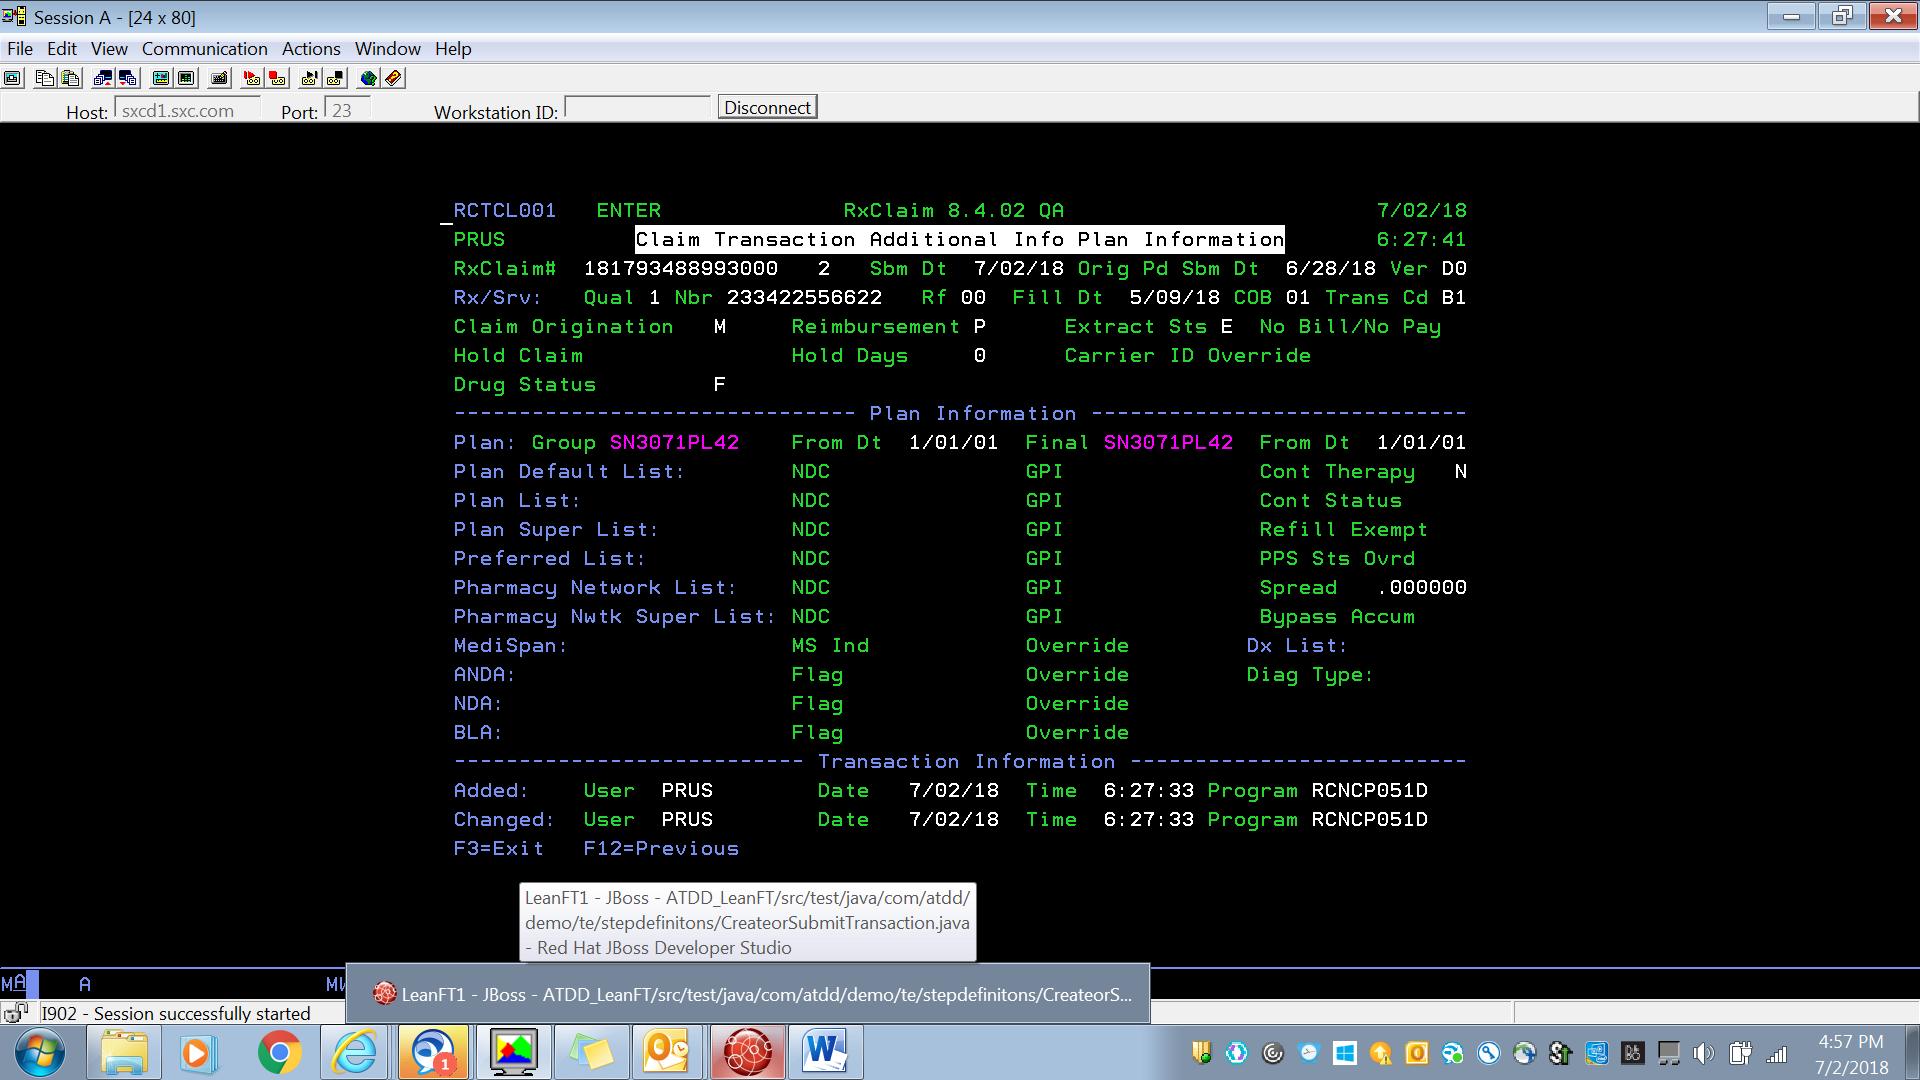 Session A - [24 x 80]
File Edit View Communication Actions Window Help
Host: sxcd1.sxc.com Port: 23 Workstation ID: Disconnect
RCTCL001 ENTER RxClaim 8.4.02 QA 7/02/18
PRUS Claim Transaction Additional Info Plan Information 6:27:41
RxClaim# 181793488993000 2 Sbm Dt 7/02/18 Orig Pd Sbm Dt 6/28/18 Ver D0
Rx/Srv: Qual 1 Nbr 233422556622 Rf 00 Fill Dt 5/09/18 COB 01 Trans Cd B1
Claim Origination M Reimbursement P Extract Sts E No Bill/No Pay
Hold Claim Hold Days 0 Carrier ID Override
Drug Status F
------------------------------- Plan Information -----------------------------
Plan: Group SN3071PL42 From Dt 1/01/01 Final SN3071PL42 From Dt 1/01/01
Plan Default List: NDC GPI Cont Therapy N
Plan List: NDC GPI Cont Status
Plan Super List: NDC GPI Refill Exempt
Preferred List: NDC GPI PPS Sts Ovrd
Pharmacy Network List: NDC GPI Spread .000000
Pharmacy Nwtk Super List: NDC GPI Bypass Accum
MediSpan: MS Ind Override Dx List:
ANDA: Flag Override Diag Type:
NDA: Flag Override
BLA: Flag Override
--------------------------- Transaction Information --------------------------
Added: User PRUS Date 7/02/18 Time 6:27:33 Program RCNCP051D
Changed: User PRUS Date 7/02/18 Time 6:27:33 Program RCNCP051D
F3=Exit F12=Previous
LeanFT1 - JBoss - ATDD_LeanFT/src/test/java/com/atdd/
demo/te/stepdefinitons/CreateorSubmitTransaction.java
- Red Hat JBoss Developer Studio
MA A MW
LeanFT1 - JBoss - ATDD_LeanFT/src/test/java/com/atdd/demo/te/stepdefinitons/CreateorS...
I902 - Session successfully started
1
4:57 PM
7/2/2018